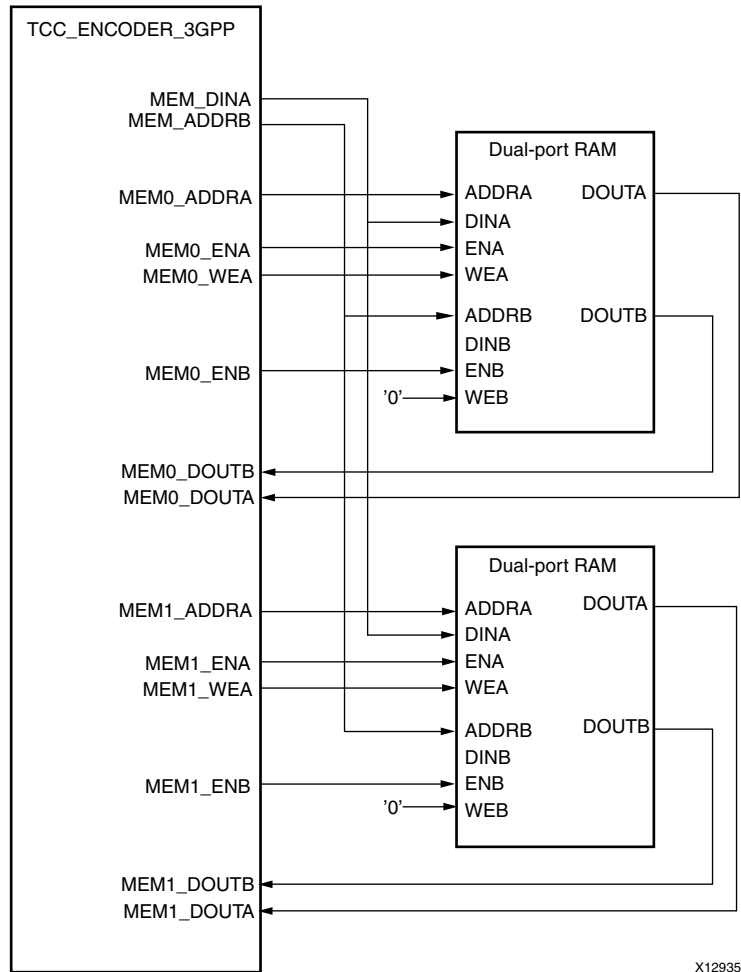 TCC_ENCODER_3GPP
MEM_DINA
MEM_ADDRB
MEM0_ADDRA
MEM0_ENA
MEM0_WEA
MEM0_ENB
MEM0_DOUTB
MEM0_DOUTA
MEM1_ADDRA
MEM1_ENA
MEM1_WEA
MEM1_ENB
MEM1_DOUTB
MEM1_DOUTA
Dual-port RAM
ADDRA DOUTA
DINA
ENA
WEA
ADDRB DOUTB
DINB
ENB
'0' WEB
Dual-port RAM
ADDRA DOUTA
DINA
ENA
WEA
ADDRB DOUTB
DINB
ENB
'0' WEB
X12935